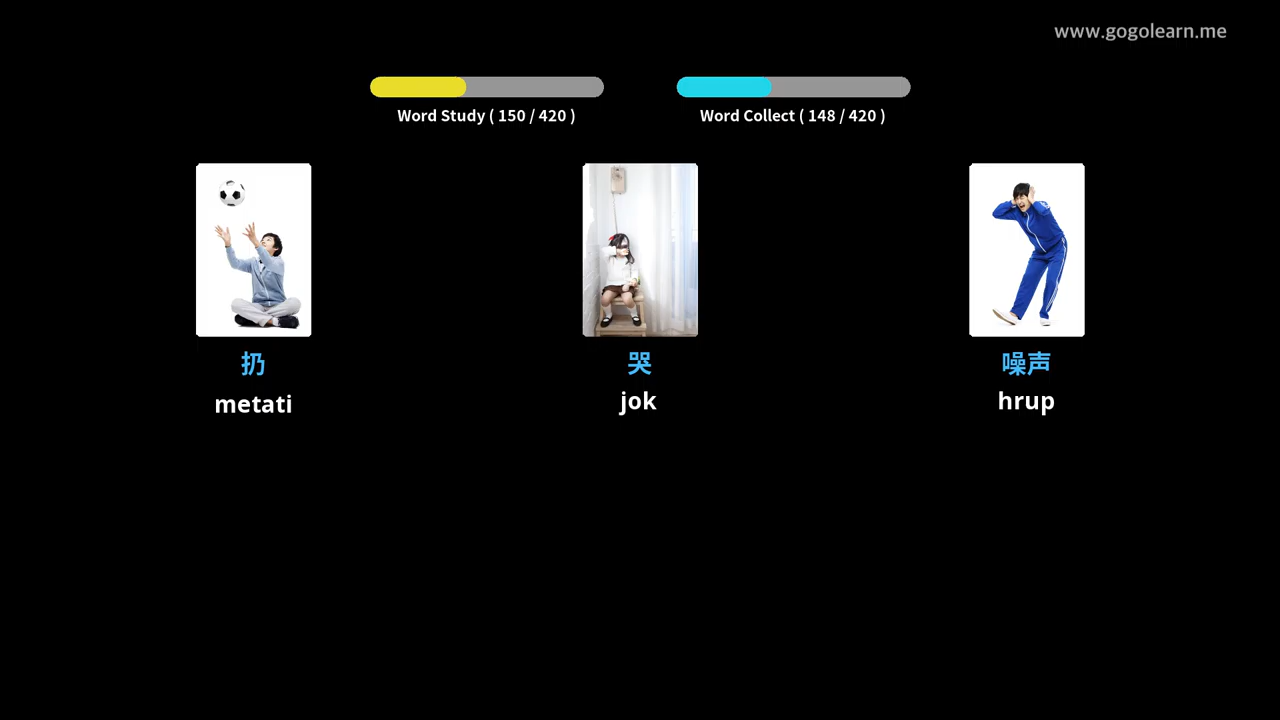 www.gogolearn.me
Word Study ( 150 / 420 )
Word Collect ( 148 / 420 )
扔
哭
噪声
metati
jok
hrup